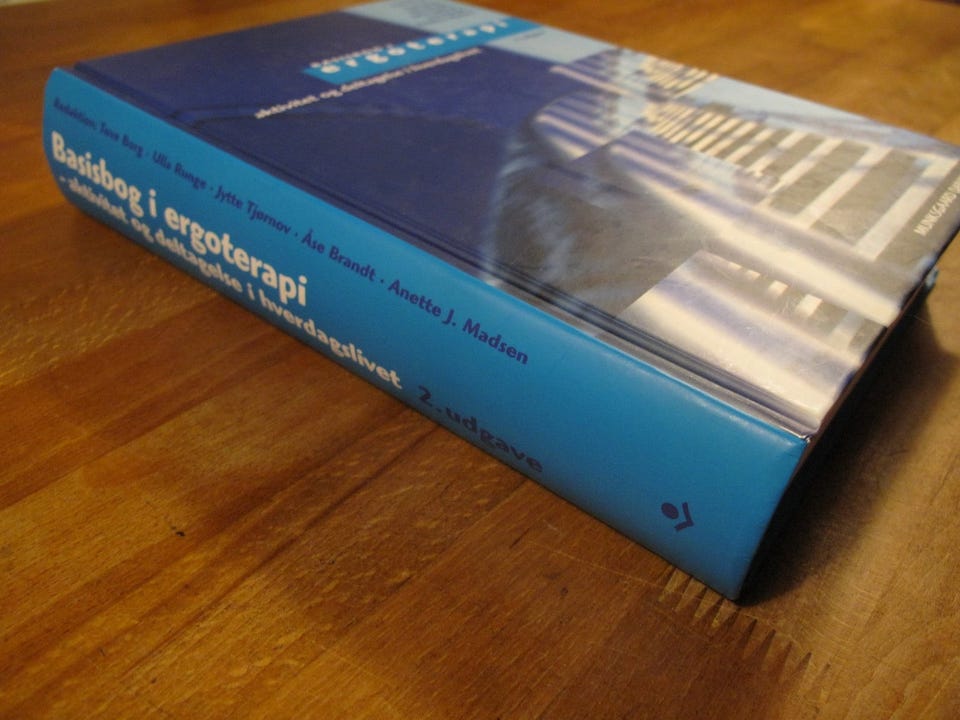 Redaktion: Tove Borg · Ulla Runge · Jytte Tjørnov · Åse Brandt · Anette J. Madsen
Basisbog i ergoterapi
- aktivitet og deltagelse i hverdagslivet
2. udgave
ergoterapi
aktivitet og deltagelse i hverdagslivet
MUNKSGAARD